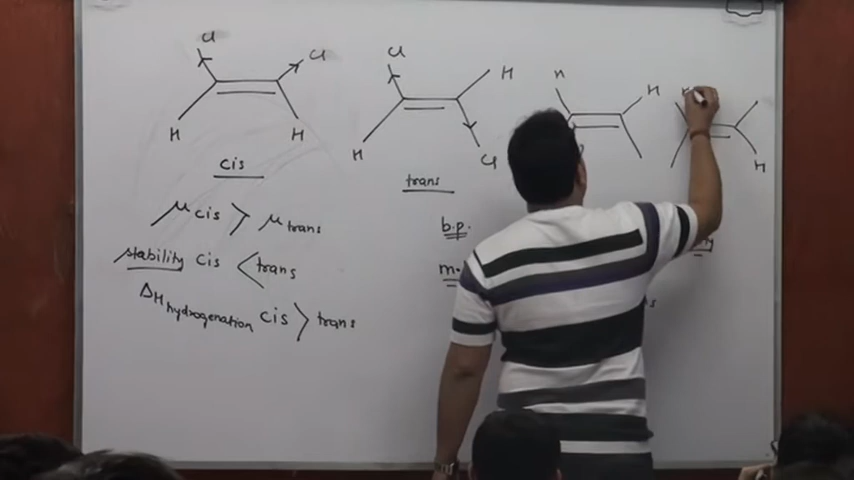 Cl Cl H H
cis
Cl H H Cl
trans
H H
H
μ cis > μ trans
stability cis < trans
ΔH hydrogenation cis > trans
b.p.
m.